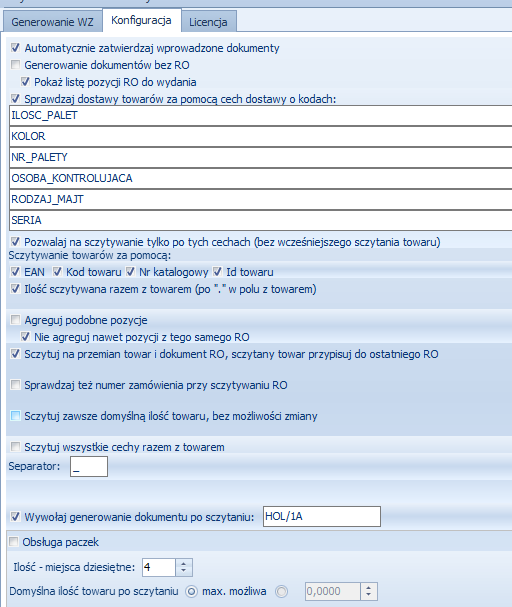 Generowanie WZ Konfiguracja Licencja
Automatycznie zatwierdzaj wprowadzone dokumenty
Generowanie dokumentów bez RO
Pokaż listę pozycji RO do wydania
Sprawdzaj dostawy towarów za pomocą cech dostawy o kodach:
ILOSC_PALET
KOLOR
NR_PALETY
OSOBA_KONTROLUJACA
RODZAJ_MAJT
SERIA
Pozwalaj na sczytywanie tylko po tych cechach (bez wcześniejszego sczytania towaru)
Sczytywanie towarów za pomocą:
EAN Kod towaru Nr katalogowy Id towaru
Ilość sczytywana razem z towarem (po "." w polu z towarem)
Agreguj podobne pozycje
Nie agreguj nawet pozycji z tego samego RO
Sczytuj na przemian towar i dokument RO, sczytany towar przypisuj do ostatniego RO
Sprawdzaj też numer zamówienia przy sczytywaniu RO
Sczytuj zawsze domyślną ilość towaru, bez możliwości zmiany
Sczytuj wszystkie cechy razem z towarem
Separator: _
Wywołaj generowanie dokumentu po sczytaniu: HOL/1A
Obsługa paczek
Ilość - miejsca dziesiętne: 4
Domyślna ilość towaru po sczytaniu max. możliwa 0,0000